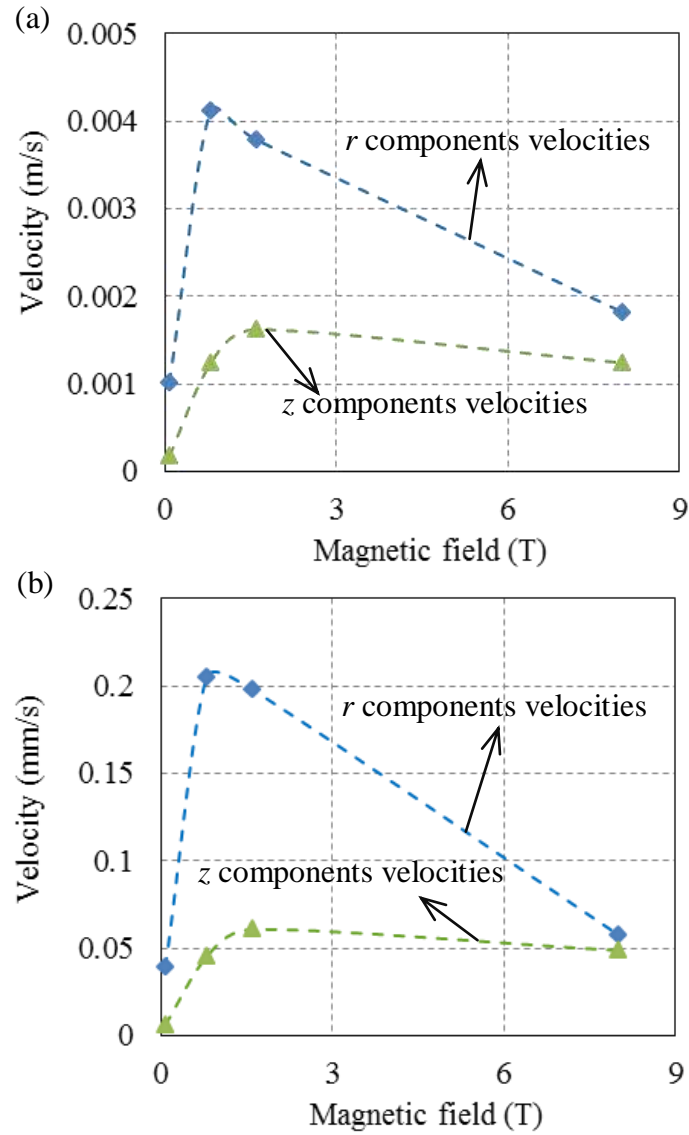 (a)
0.005
0.004
0.003
0.002
0.001
0
Velocity (m/s)
r components velocities
z components velocities
0 3 6 9
Magnetic field (T)
(b)
0.25
0.2
0.15
0.1
0.05
0
Velocity (mm/s)
r components velocities
z components velocities
0 3 6 9
Magnetic field (T)